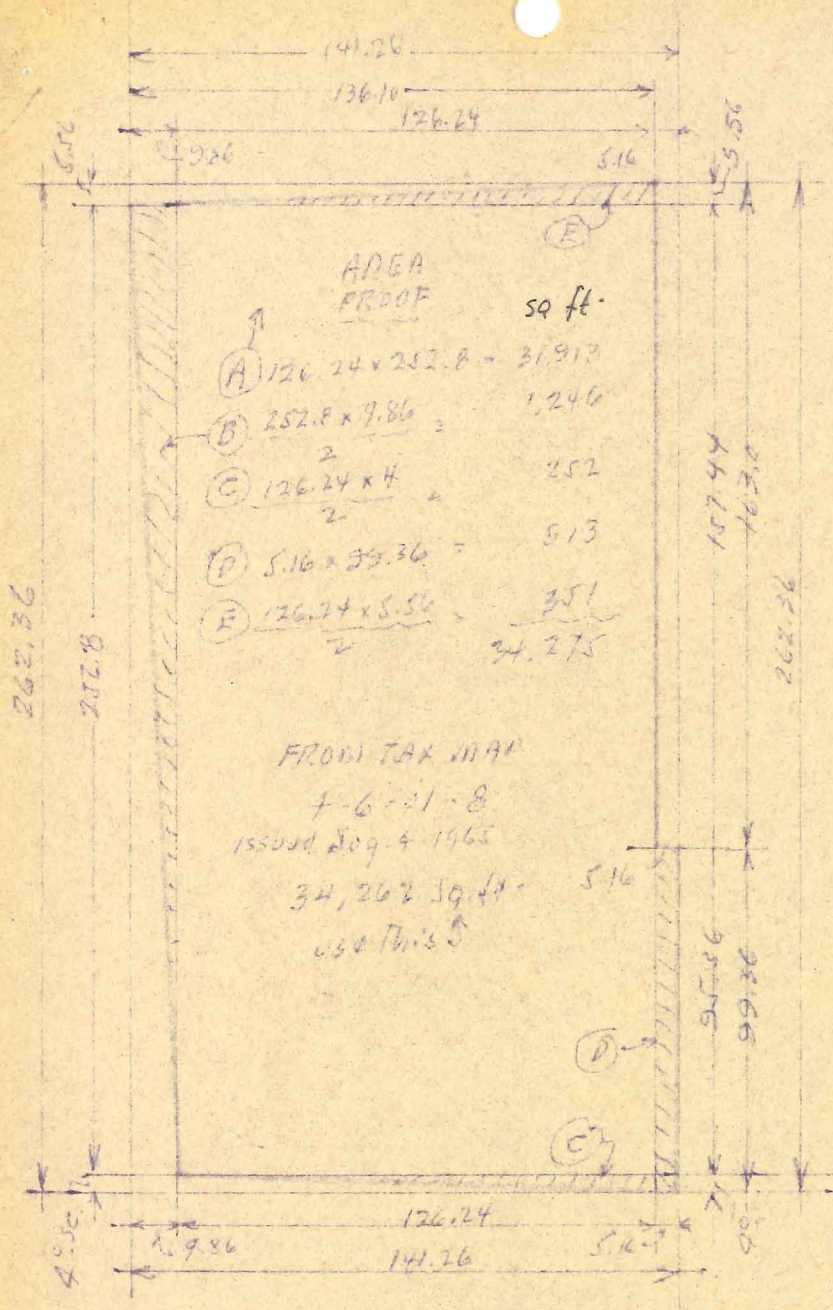 141.26
136.10
126.24
9.86
5.16
5.56
5.56
E
AREA
PROOF
sq ft.
A 126.24 x 252.8 = 31,913
B 252.8 x 9.86 = 1,246
2
C 126.24 x 4 = 252
2
D 5.16 x 99.36 = 513
E 126.24 x 5.56 = 351
2
34,275
262.36
252.8
157.44
163.0
262.36
FROM TAX MAP
issued Aug. 4 1965
34,262 sq. ft.
use This
5.16
95.36
99.36
D
C
126.24
9.86
5.16
141.26